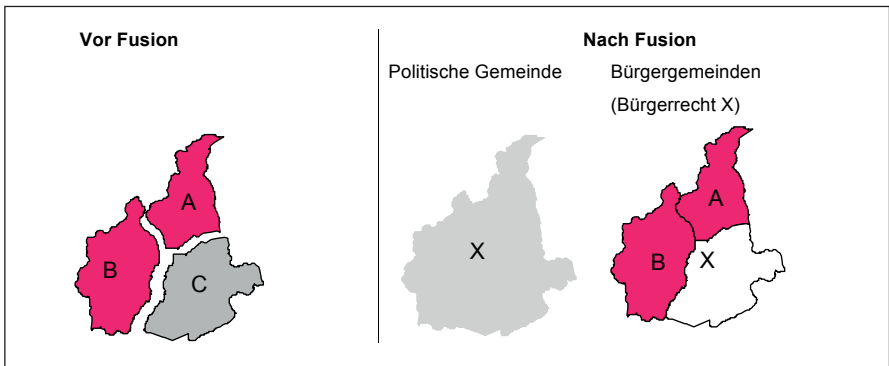 Vor Fusion
Nach Fusion
Politische Gemeinde
Bürgergemeinden
(Bürgerrecht X)
A
B
C
X
A
B
X